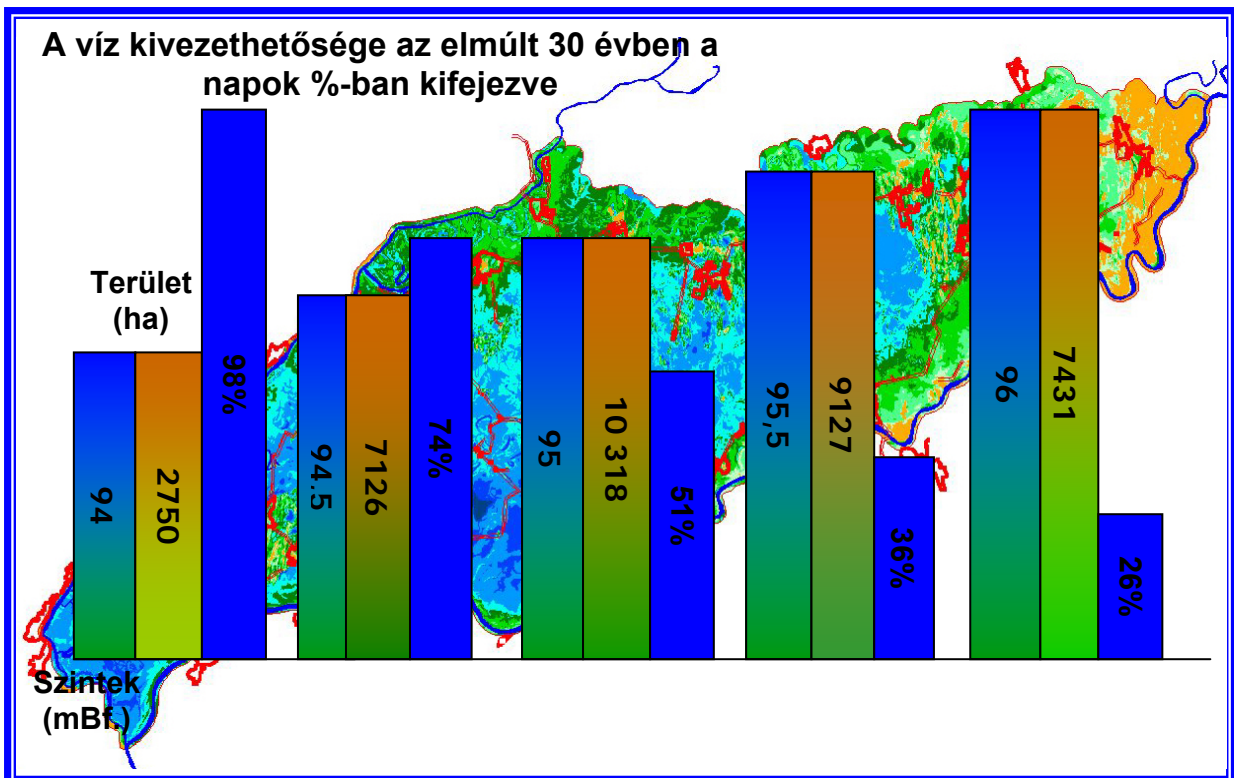 A víz kivezethetősége az elmúlt 30 évben a
napok %-ban kifejezve
Terület
(ha)
94
2750
98%
94.5
7126
74%
95
10 318
51%
95,5
9127
36%
96
7431
26%
Szintek
(mBf.)